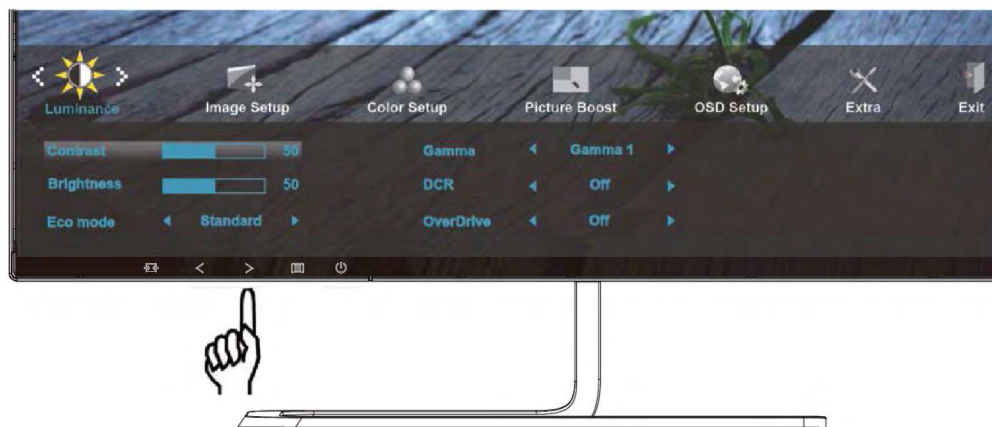 Luminance Image Setup Color Setup Picture Boost OSD Setup Extra Exit
Contrast 50 Gamma Gamma 1
Brightness 50 DCR Off
Eco mode Standard OverDrive Off